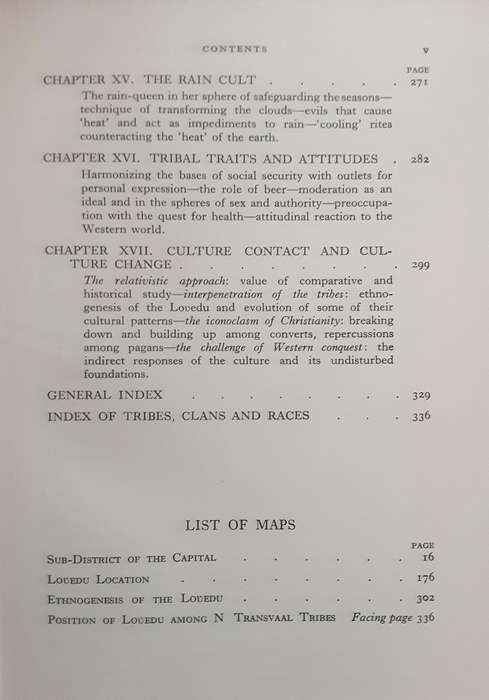 CONTENTS v
PAGE
CHAPTER XV. THE RAIN CULT . . . . . 271
The rain-queen in her sphere of safeguarding the seasons—
technique of transforming the clouds—evils that cause
'heat' and act as impediments to rain—'cooling' rites
counteracting the 'heat' of the earth.
CHAPTER XVI. TRIBAL TRAITS AND ATTITUDES . 282
Harmonizing the bases of social security with outlets for
personal expression—the role of beer—moderation as an
ideal and in the spheres of sex and authority—preoccupa-
tion with the quest for health—attitudinal reaction to the
Western world.
CHAPTER XVII. CULTURE CONTACT AND CUL-
TURE CHANGE . . . . . . . . 299
The relativistic approach: value of comparative and
historical study—interpenetration of the tribes: ethno-
genesis of the Loʋedu and evolution of some of their
cultural patterns—the iconoclasm of Christianity: breaking
down and building up among converts, repercussions
among pagans—the challenge of Western conquest: the
indirect responses of the culture and its undisturbed
foundations.
GENERAL INDEX . . . . . . . 329
INDEX OF TRIBES, CLANS AND RACES . . . 336
LIST OF MAPS
PAGE
SUB-DISTRICT OF THE CAPITAL . . . . . . 16
LOƲEDU LOCATION . . . . . . . . 176
ETHNOGENESIS OF THE LOƲEDU . . . . . 302
POSITION OF LOƲEDU AMONG N TRANSVAAL TRIBES Facing page 336